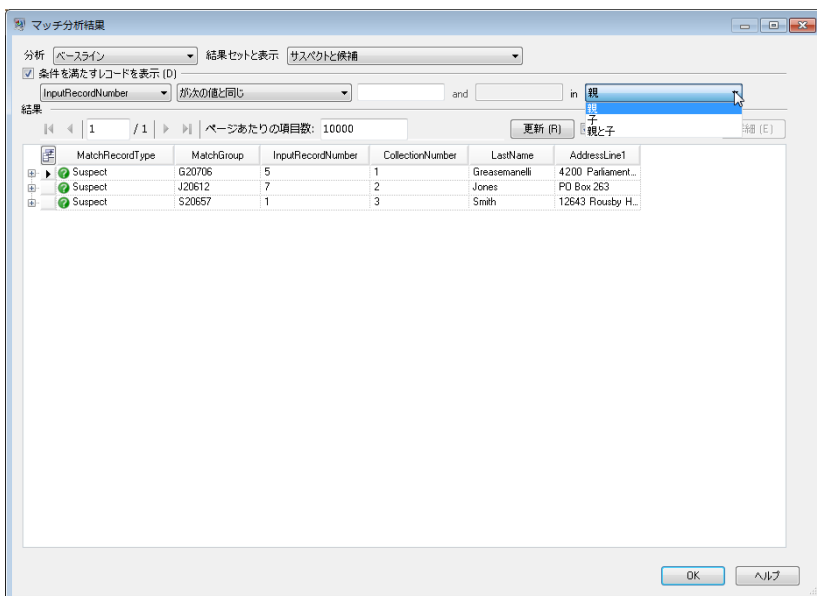 マッチ分析結果
分析 ベースライン 結果セットと表示 サスペクトと候補
条件を満たすレコードを表示 (D)
InputRecordNumber が次の値と同じ and in 親
結果
親
子
親と子
1 / 1 ページあたりの項目数: 10000 更新 (R) 細 (E)
MatchRecordType MatchGroup InputRecordNumber CollectionNumber LastName AddressLine1
Suspect G20706 5 1 Greasemanelli 4200 Parliament...
Suspect J20612 7 2 Jones PO Box 263
Suspect S20657 1 3 Smith 12643 Rousby H...
OK ヘルプ